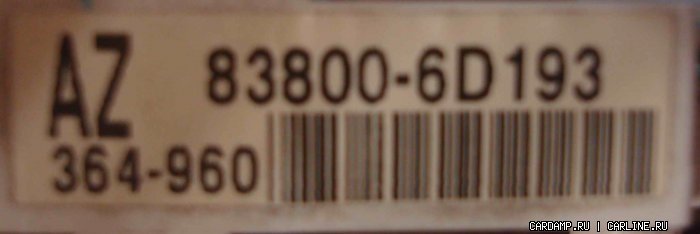 AZ 83800-6D193
364-960
CARDAMP.RU | CARLINE.RU